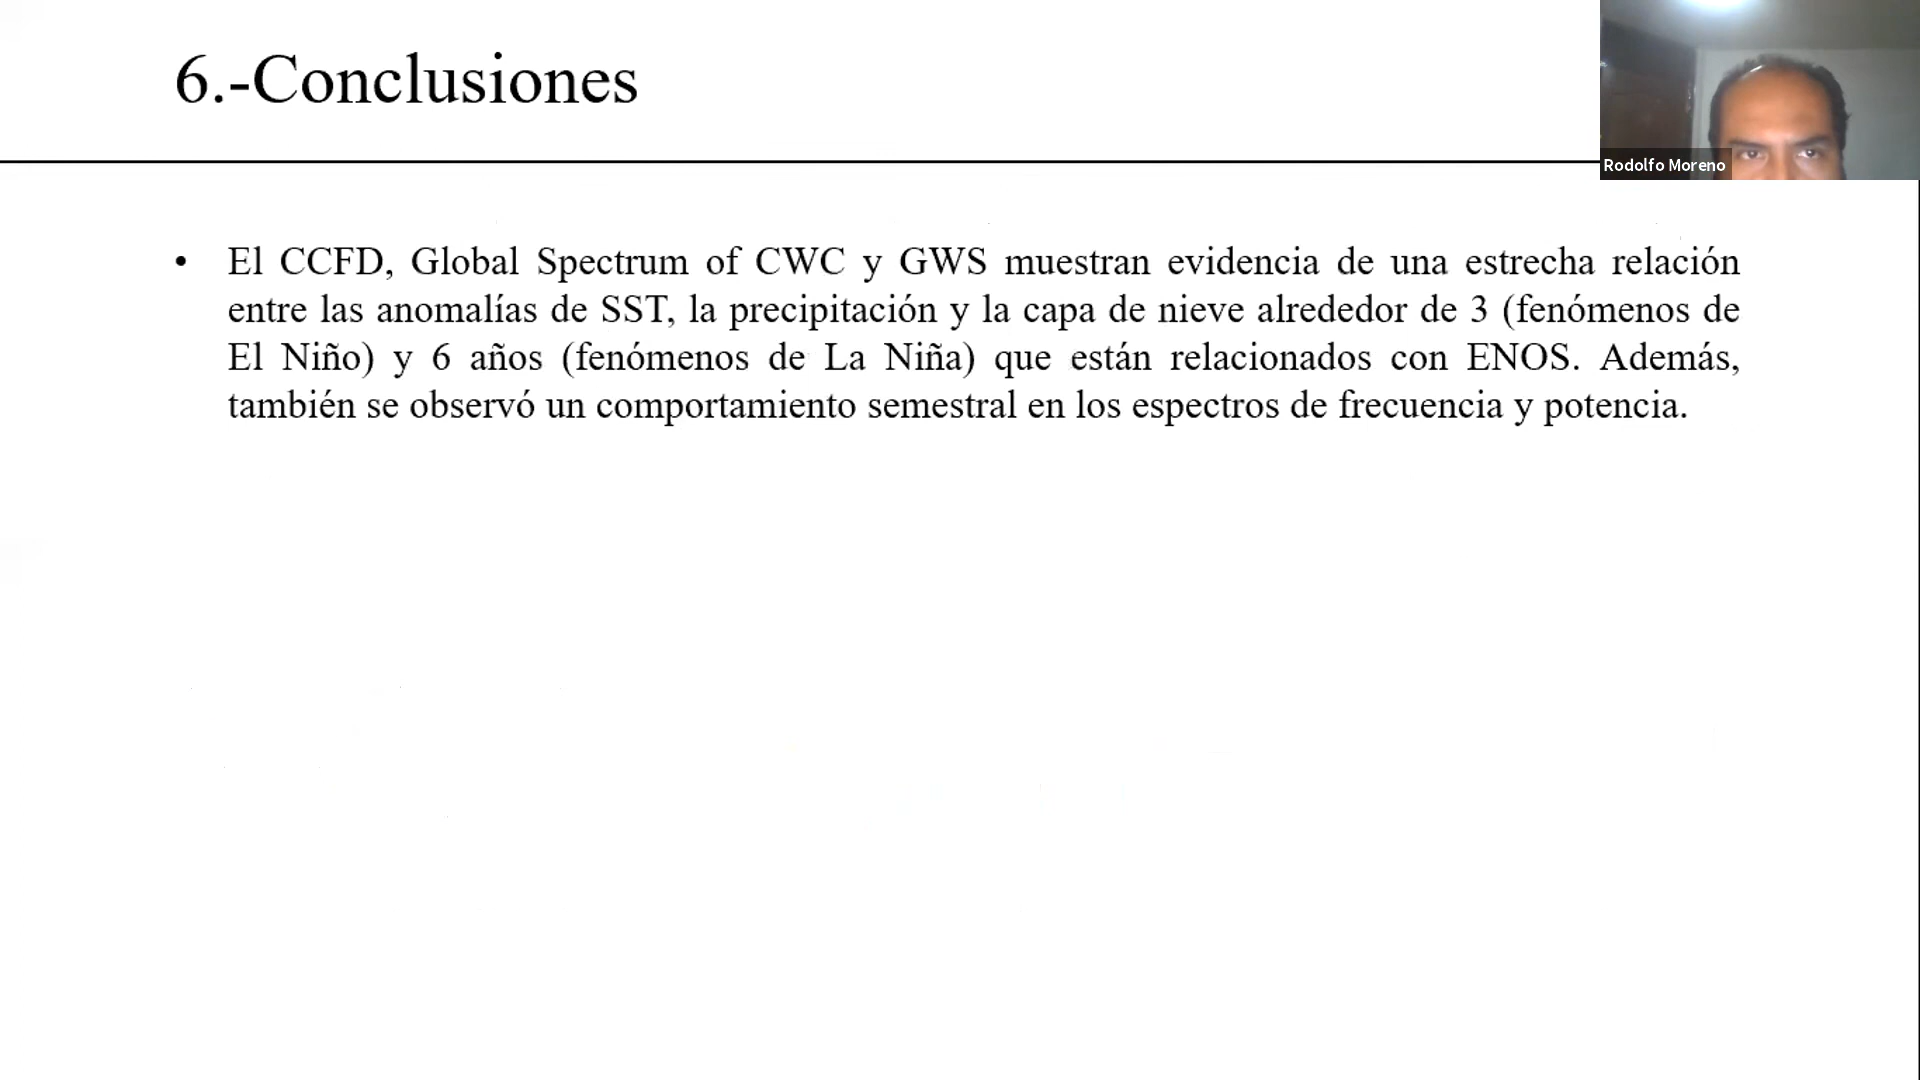 6.-Conclusiones
Rodolfo Moreno
• El CCFD, Global Spectrum of CWC y GWS muestran evidencia de una estrecha relación
entre las anomalías de SST, la precipitación y la capa de nieve alrededor de 3 (fenómenos de
El Niño) y 6 años (fenómenos de La Niña) que están relacionados con ENOS. Además,
también se observó un comportamiento semestral en los espectros de frecuencia y potencia.